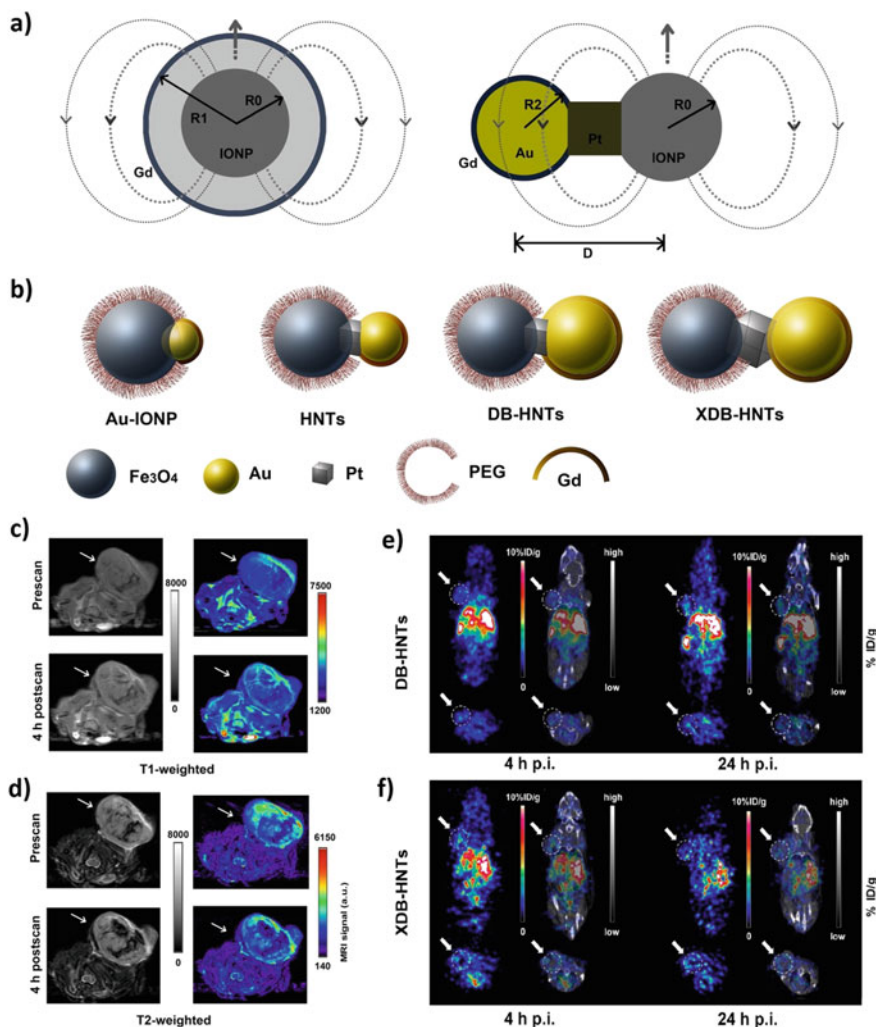 a)
R1
R0
IONP
Gd
R2
R0
Au
Pt
IONP
Gd
D
b)
Au-IONP
HNTs
DB-HNTs
XDB-HNTs
Fe3O4
Au
Pt
PEG
Gd
c)
Prescan
8000
7500
4 h postscan
0
1200
T1-weighted
d)
Prescan
8000
6150
MRI signal (a.u.)
4 h postscan
0
140
T2-weighted
e)
DB-HNTs
10%ID/g
high
10%ID/g
high
0
low
0
low
% ID/g
4 h p.i.
24 h p.i.
f)
XDB-HNTs
10%ID/g
high
10%ID/g
high
0
low
0
low
% ID/g
4 h p.i.
24 h p.i.